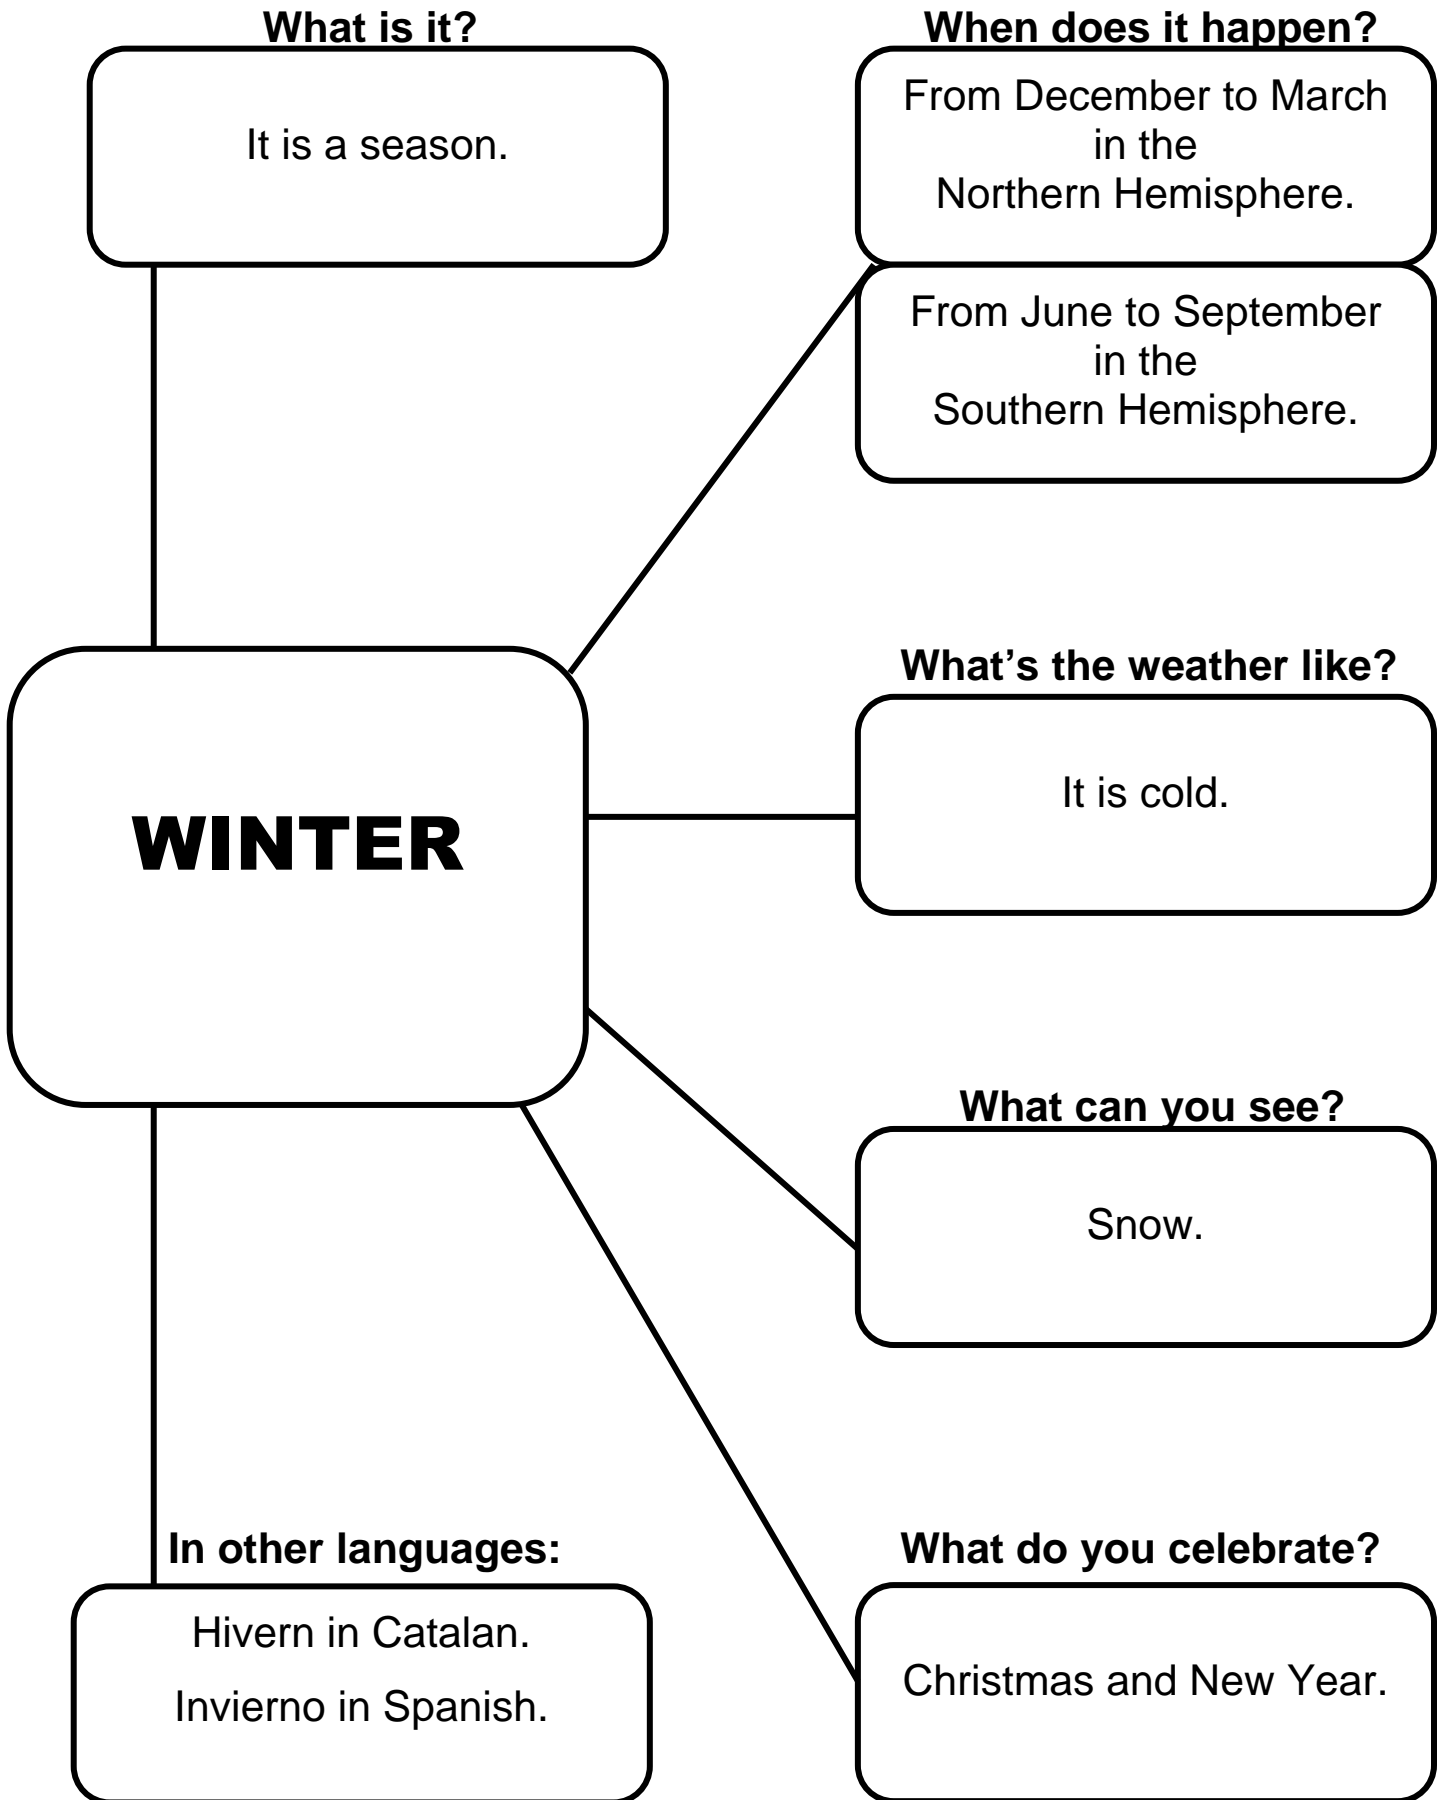 What is it?
It is a season.
When does it happen?
From December to March
in the
Northern Hemisphere.
From June to September
in the
Southern Hemisphere.
WINTER
What's the weather like?
It is cold.
What can you see?
Snow.
In other languages:
Hivern in Catalan.
Invierno in Spanish.
What do you celebrate?
Christmas and New Year.